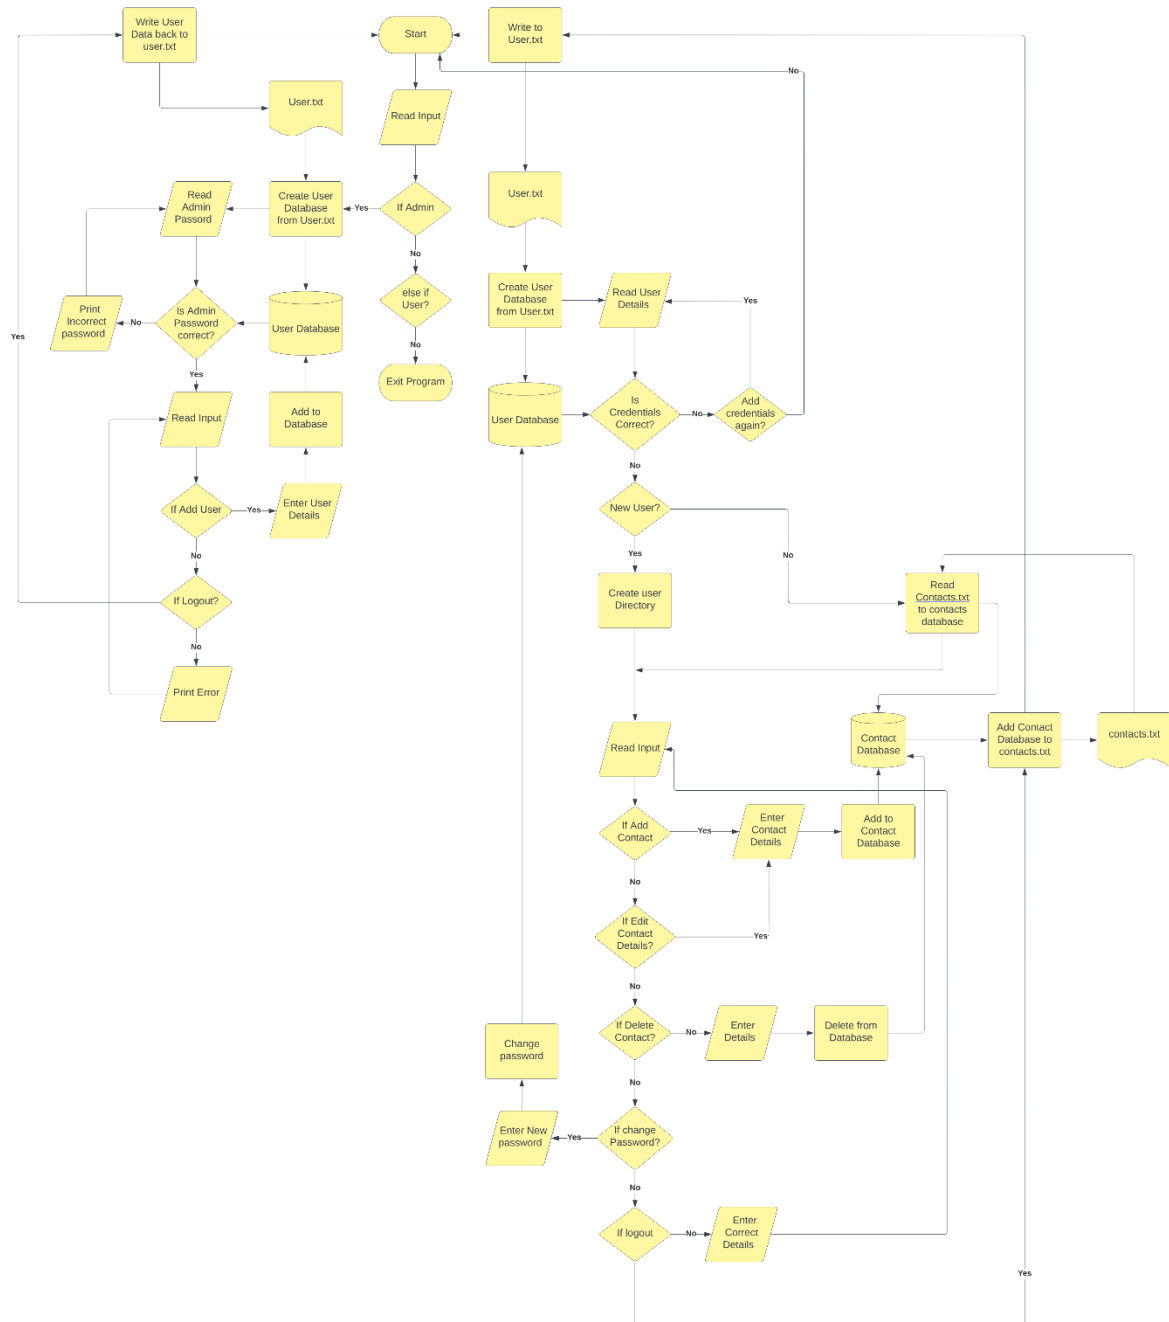 Write User
Data back to
user.txt
Start
Write to
User,txt
No
User.txt
Read Input
Read
Admin
Passord
Create User
Database
from User.txt
Yes
If Admin
User.txt
No
Create User
Database
from User.txt
Read User
Details
Yes
else if
User?
Print
Incorrect
password
No
Is Admin
Password
correct?
User Database
Yes
No
Exit Program
Yes
Read Input
Add to
Database
User Database
Is
Credentials
Correct?
No
Add
credentials
again?
No
If Add User
Yes
Enter User
Details
New User?
No
Yes
No
If Logout?
Create user
Directory
Read
Contacts.txt
to contacts
database
No
Print Error
Read Input
Contact
Database
Add Contact
Database to
contacts.txt
contacts.txt
If Add
Contact
Yes
Enter
Contact
Details
Add to
Contact
Database
No
If Edit
Contact
Details?
Yes
No
Change
password
If Delete
Contact?
No
Enter
Details
Delete from
Database
No
Enter New
password
Yes
If change
Password?
No
If logout
No
Enter
Correct
Details
Yes